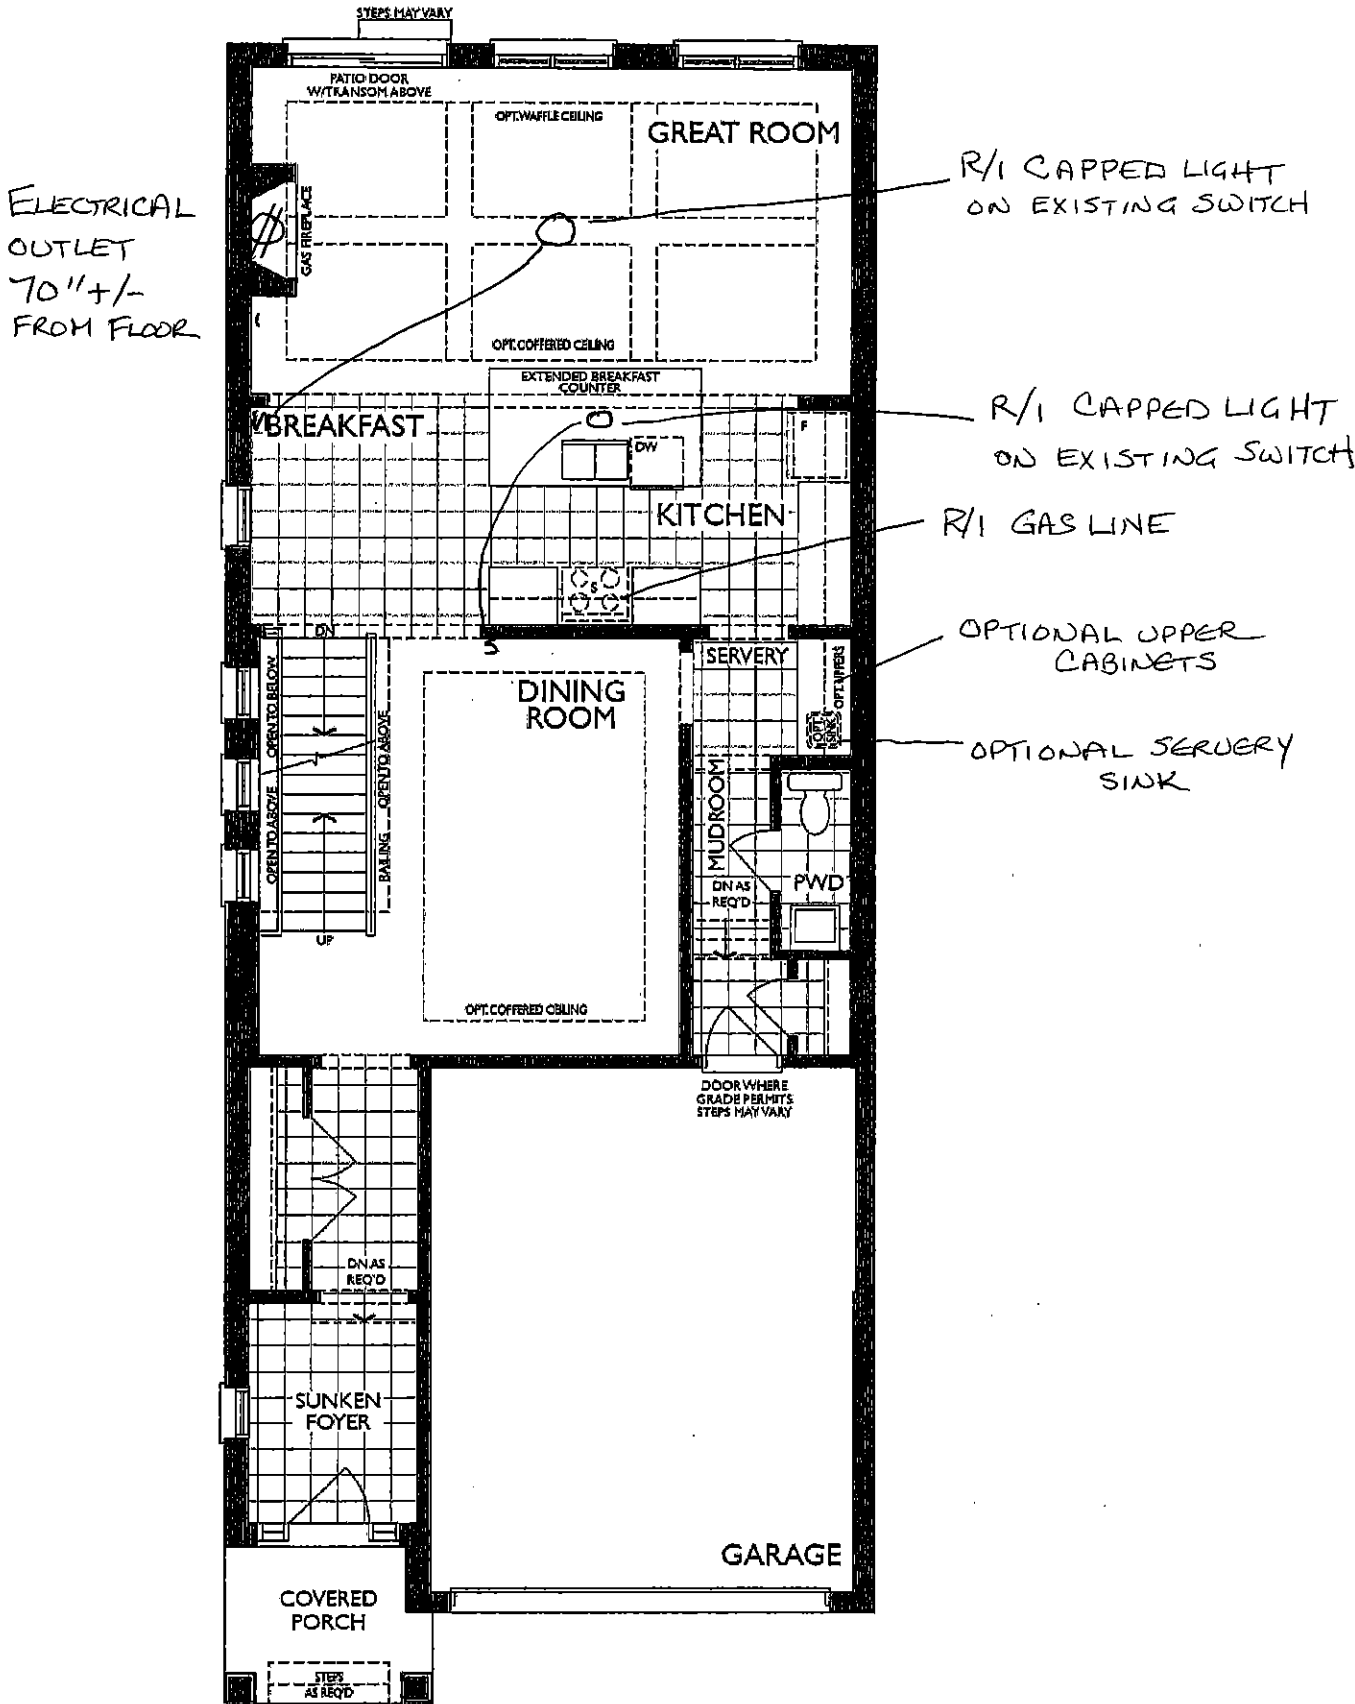 STEPS MAY VARY
PATIO DOOR
W/TRANSOM ABOVE
OPT. WAFFLE CEILING
GREAT ROOM
R/I CAPPED LIGHT
ON EXISTING SWITCH
ELECTRICAL
OUTLET
70"+/-
FROM FLOOR
GAS FIREPLACE
OPT. COFFERED CEILING
EXTENDED BREAKFAST
COUNTER
BREAKFAST
DW
F
R/I CAPPED LIGHT
ON EXISTING SWITCH
KITCHEN
R/I GAS LINE
S
DN
S
SERVERY
OPT. UPPERS
OPTIONAL UPPER
CABINETS
OPT.
SINK
OPTIONAL SERVERY
SINK
DINING
ROOM
OPEN TO BELOW
OPEN TO ABOVE
OPEN TO ABOVE
RAILING
UP
MUDROOM
DN AS
REQ'D
PWD
OPT. COFFERED CEILING
DOOR WHERE
GRADE PERMITS
STEPS MAY VARY
DN AS
REQ'D
SUNKEN
FOYER
GARAGE
COVERED
PORCH
STEPS
AS REQ'D